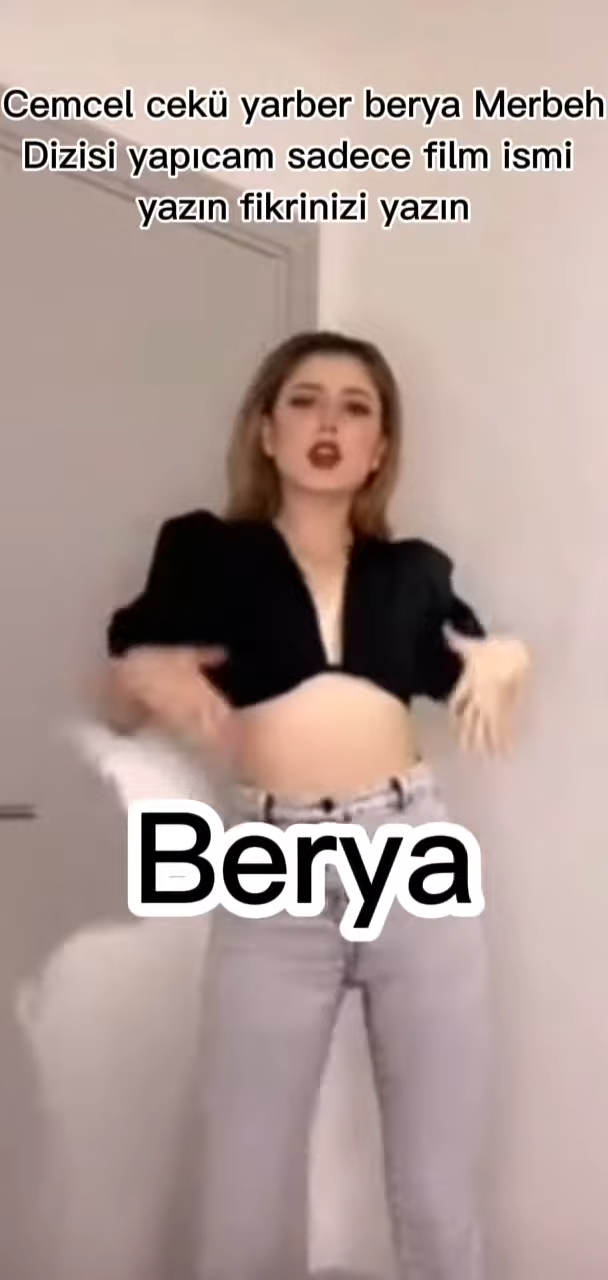 Cemcel cekü yarber berya Merbeh
Dizisi yapıcam sadece film ismi
yazın fikrinizi yazın
Berya